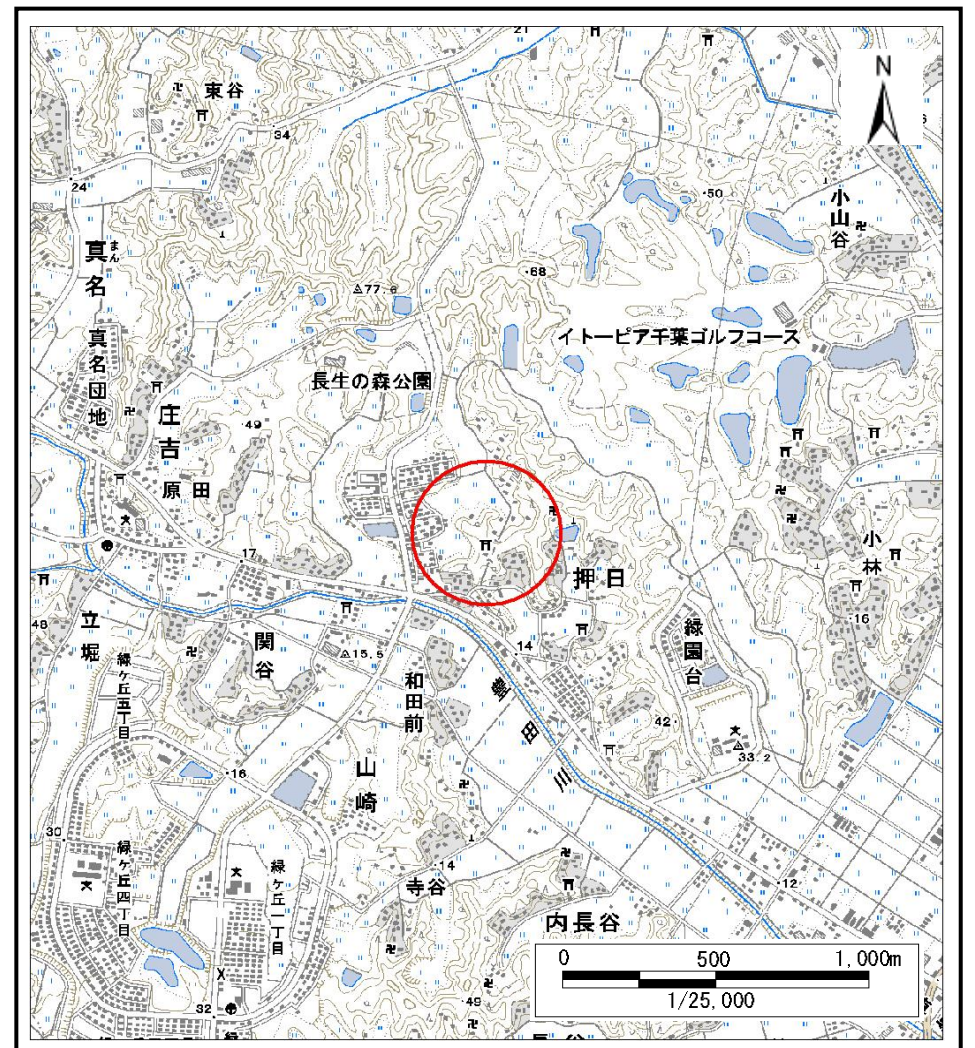 21
N
東谷
34
24
50
小山谷
真名
まん
68
77.6
イトーピア千葉ゴルフコース
真名団地
長生の森公園
庄吉
49
原田
17
押日
小林
16
立堀
48
関谷
15.5
和田前
14
緑園台
緑ヶ丘五丁目
豊田川
42
33.2
16
山崎
30
緑ヶ丘四丁目
緑ヶ丘一丁目
14
寺谷
12
内長谷
49
32
0 500 1,000m
1/25,000